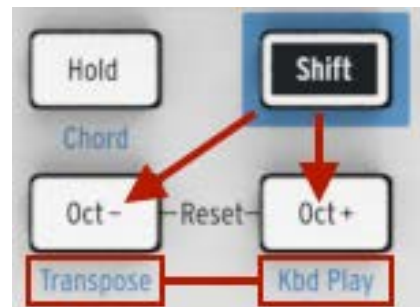 Hold Shift
Chord
Oct - Reset Oct +
Transpose Kbd Play